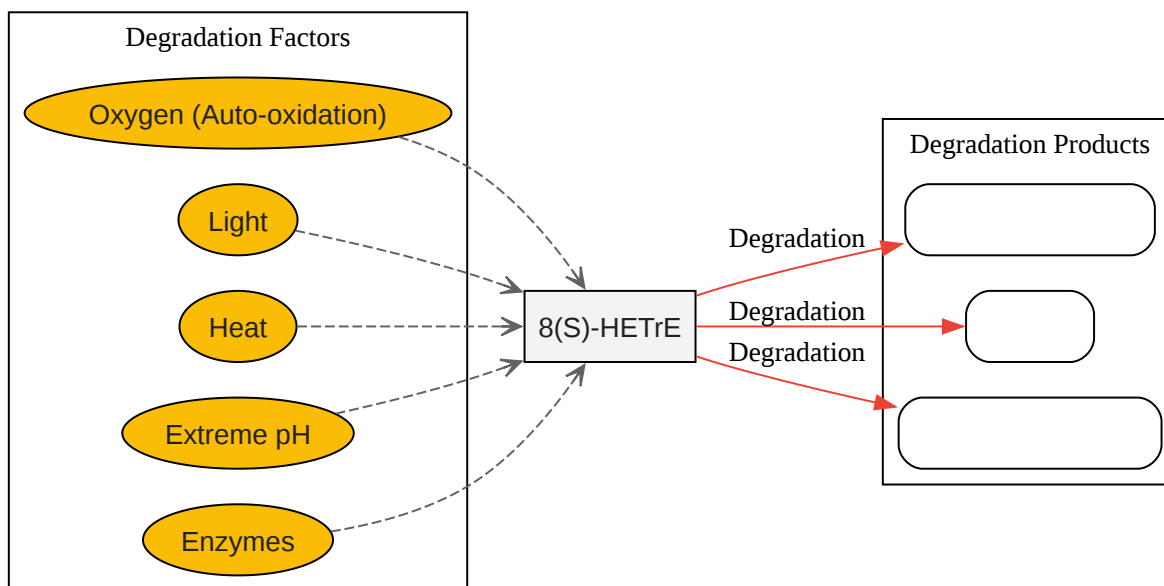 Degradation Factors
Oxygen (Auto-oxidation)
Light
Heat
Extreme pH
Enzymes
8(S)-HETrE
Degradation
Degradation
Degradation
Degradation Products